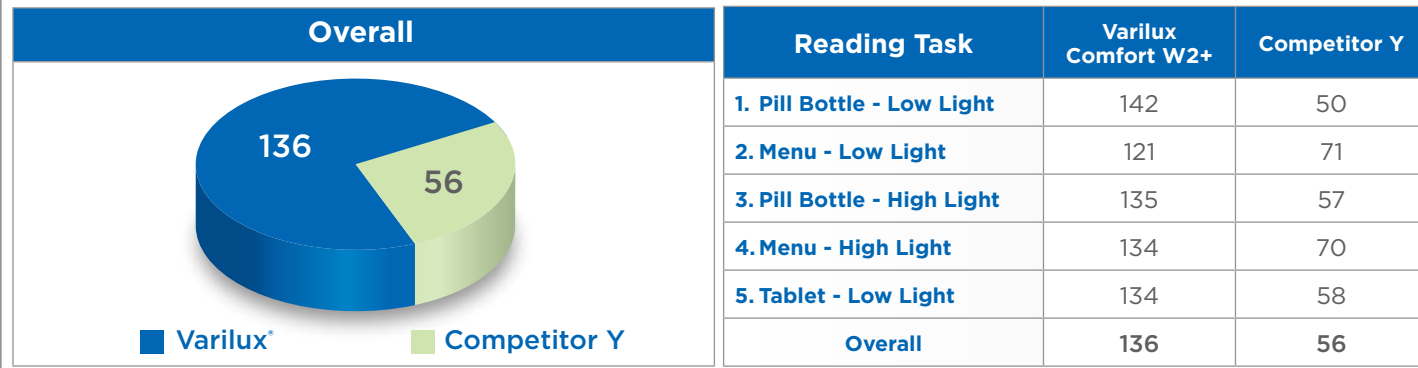 Overall
136
56
Varilux®
Competitor Y
Reading Task
Varilux
Comfort W2+
Competitor Y
1. Pill Bottle - Low Light 142 50
2. Menu - Low Light 121 71
3. Pill Bottle - High Light 135 57
4. Menu - High Light 134 70
5. Tablet - Low Light 134 58
Overall 136 56